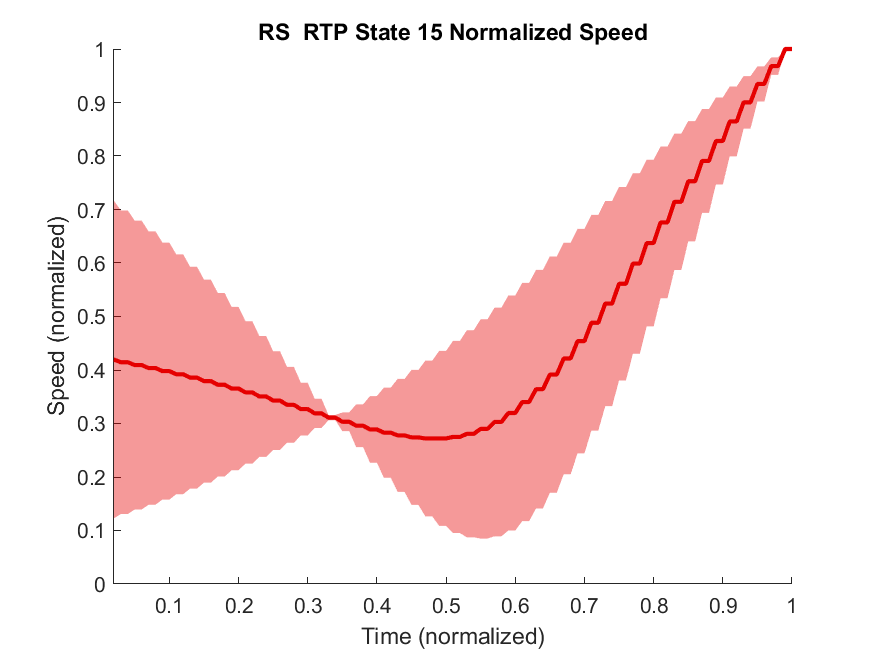 RS  RTP State 15 Normalized Speed
1
0.9
0.8
0.7
0.6
0.5
0.4
0.3
0.2
0.1
0
Speed (normalized)
0.1 0.2 0.3 0.4 0.5 0.6 0.7 0.8 0.9 1
Time (normalized)